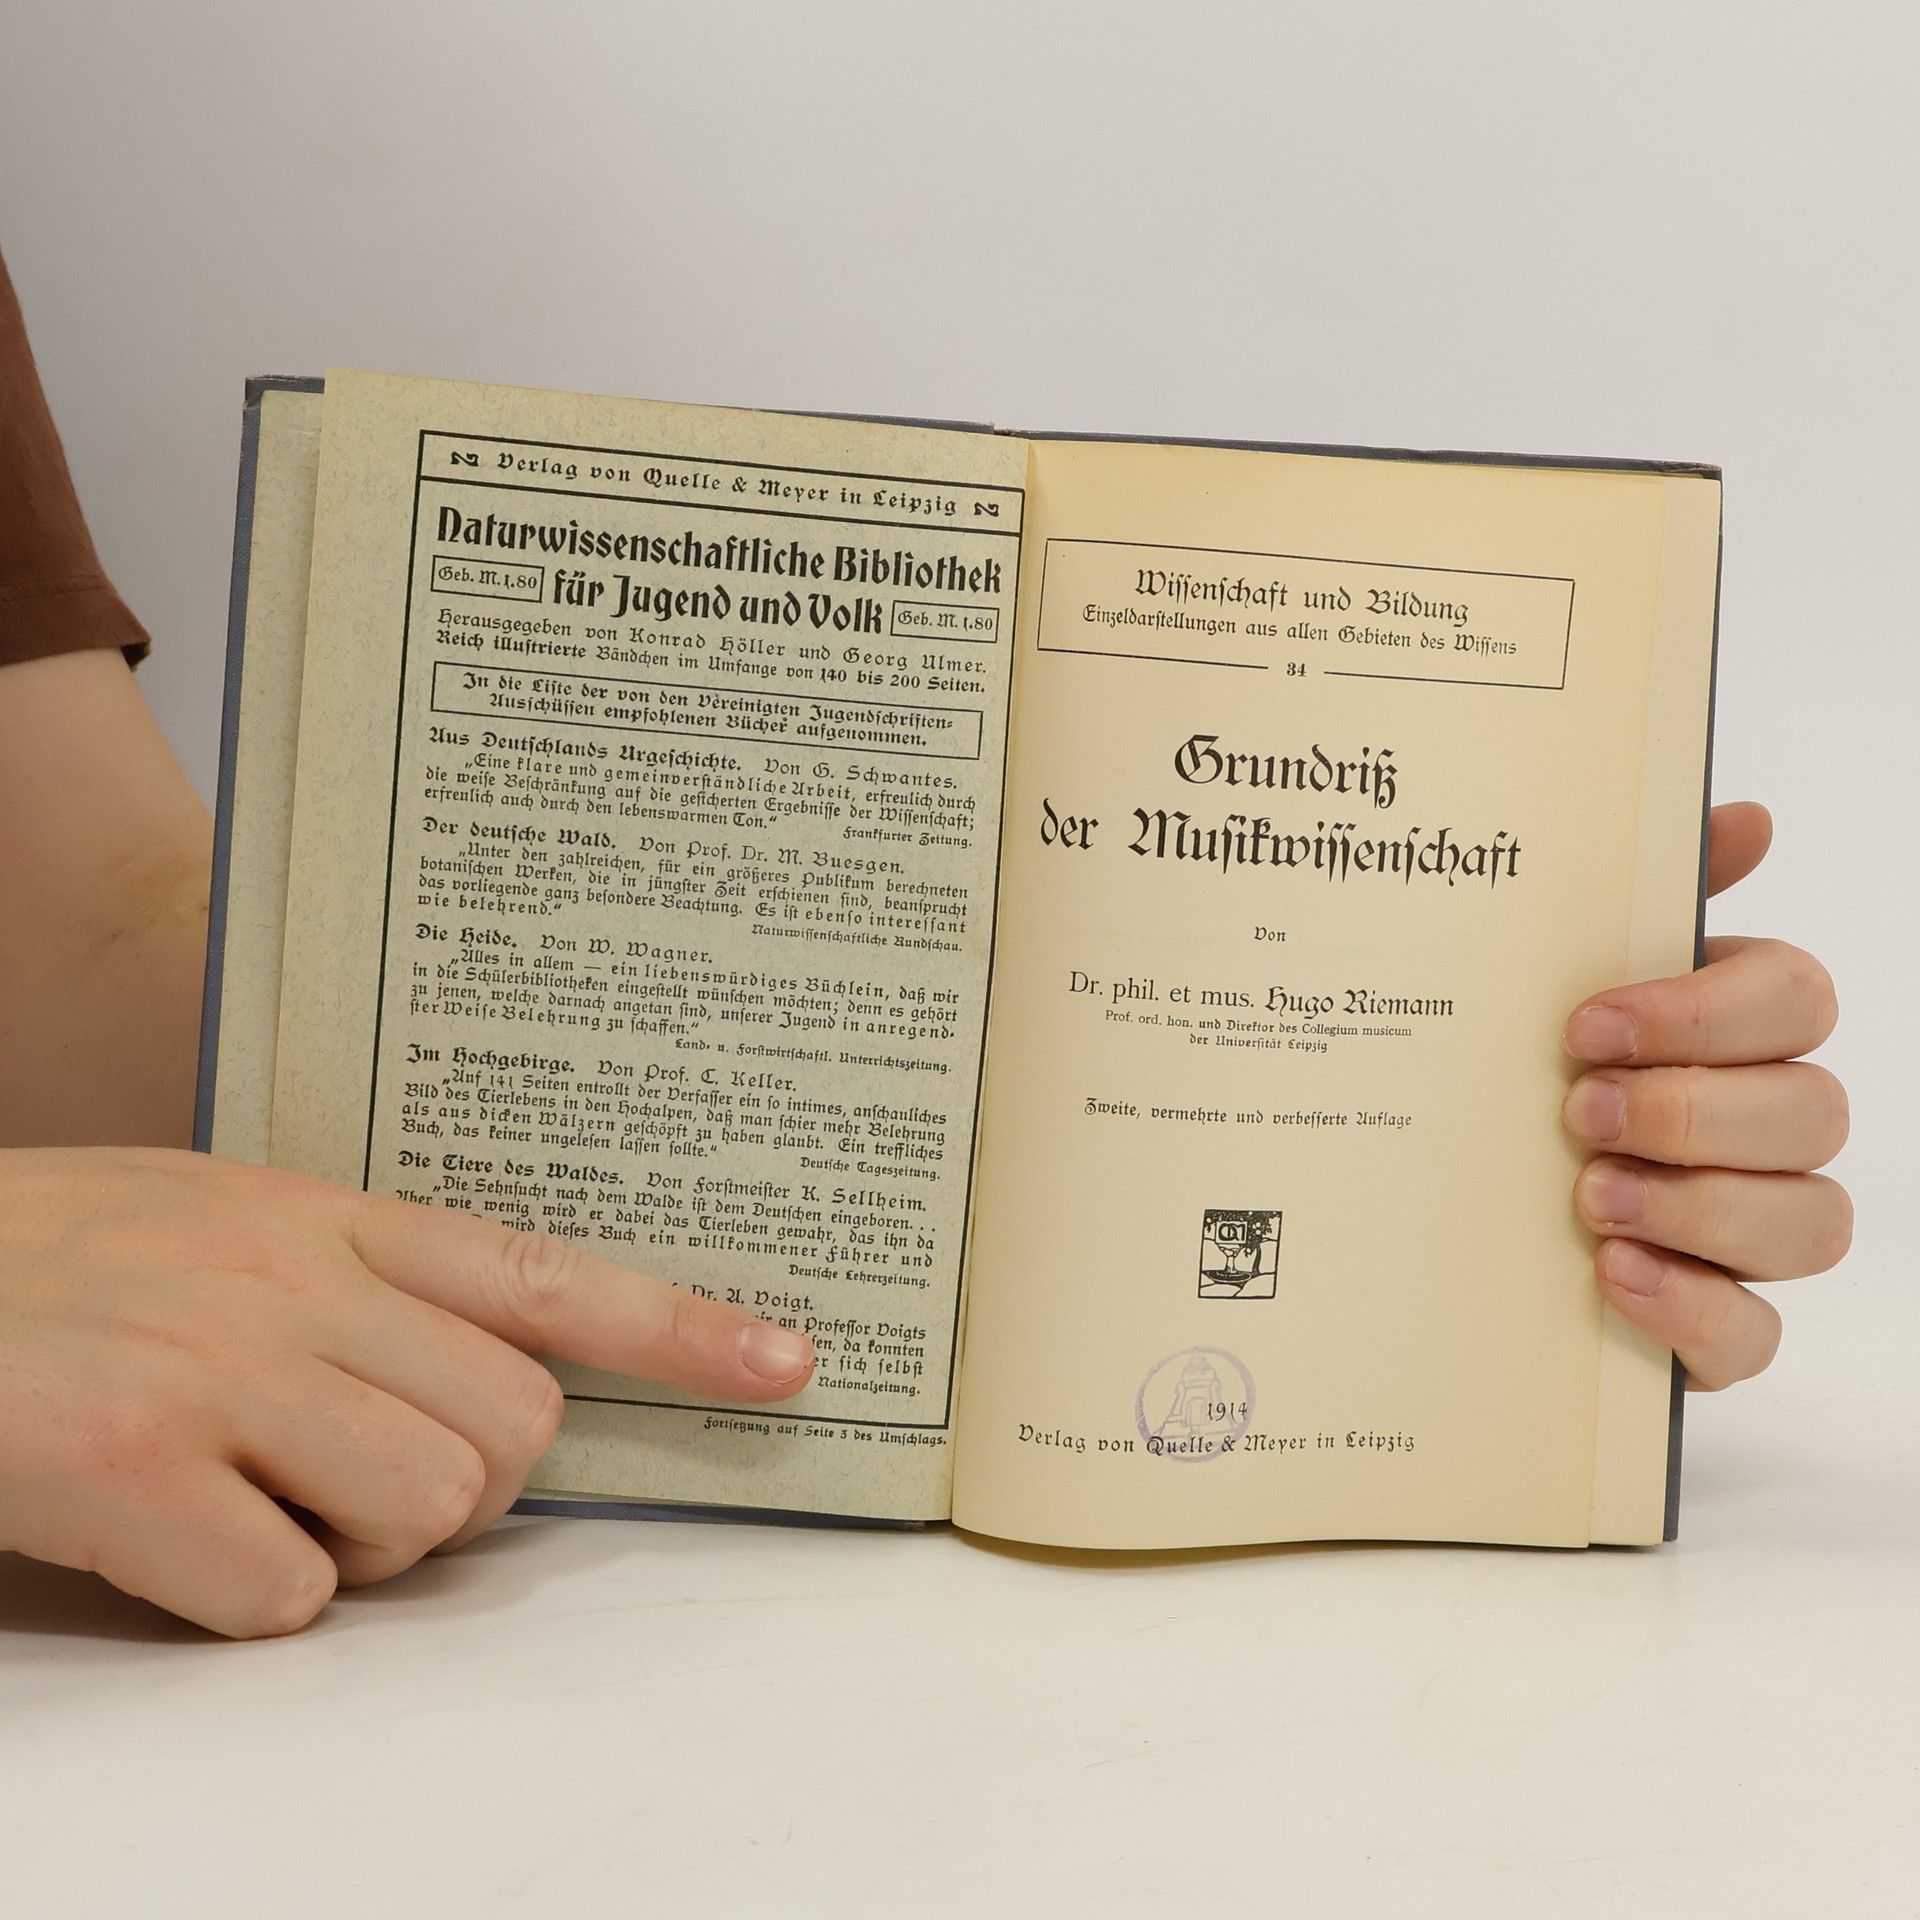 Verlag von Quelle & Meyer in Leipzig
Naturwissenschaftliche Bibliothek
Geb. M. 1.80 für Jugend und Volk Geb. M. 1.80
Herausgegeben von Konrad Höller und Georg Ulmer.
Reich illuſtrierte Bändchen im Umfange von 140 bis 200 Seiten.
In die Liſte der von den Vereinigten Jugendſchriften-
Ausſchüſſen empfohlenen Bücher aufgenommen.
Aus Deutſchlands Urgeſchichte. Von G. Schwantes.
„Eine klare und gemeinverſtändliche Arbeit, erfreulich durch
die weiſe Beſchränkung auf die geſicherten Ergebniſſe der Wiſſenſchaft;
erfreulich auch durch den lebenswarmen Ton.“
Frankfurter Zeitung.
Der deutſche Wald. Von Prof. Dr. M. Buesgen.
„Unter den zahlreichen, für ein größeres Publikum berechneten
botaniſchen Werken, die in jüngſter Zeit erſchienen ſind, beanſprucht
das vorliegende ganz beſondere Beachtung. Es iſt ebenſo intereſſant
wie belehrend.“
Naturwiſſenſchaftliche Rundſchau.
Die Heide. Von W. Wagner.
„Alles in allem — ein liebenswürdiges Büchlein, daß wir
in die Schülerbibliotheken eingeſtellt wünſchen möchten; denn es gehört
zu jenen, welche darnach angetan ſind, unſerer Jugend in anregend-
ſter Weiſe Belehrung zu ſchaffen.“
Land- u. Forſtwirtſchaftl. Unterrichtszeitung.
Im Hochgebirge. Von Prof. C. Keller.
„Auf 141 Seiten entrollt der Verfaſſer ein ſo intimes, anſchauliches
Bild des Tierlebens in den Hochalpen, daß man ſchier mehr Belehrung
als aus dicken Wälzern geſchöpft zu haben glaubt. Ein treffliches
Buch, das keiner ungeleſen laſſen ſollte.“
Deutſche Tageszeitung.
Die Tiere des Waldes. Von Forſtmeiſter K. Sellheim.
„Die Sehnſucht nach dem Walde iſt dem Deutſchen eingeboren. . .
Aber wie wenig wird er dabei das Tierleben gewahr, das ihn da
wird dieſes Buch ein willkommener Führer und
Deutſche Lehrerzeitung.
Dr. A. Voigt.
an Profeſſor Voigts
da konnten
ſich ſelbſt
Nationalzeitung.
Fortſetzung auf Seite 3 des Umſchlags.
Wiſſenſchaft und Bildung
Einzeldarſtellungen aus allen Gebieten des Wiſſens
34
Grundriß
der Muſikwiſſenſchaft
Von
Dr. phil. et mus. Hugo Riemann
Prof. ord. hon. und Direktor des Collegium musicum
der Univerſität Leipzig
Zweite, vermehrte und verbeſſerte Auflage
QM
1914
Verlag von Quelle & Meyer in Leipzig